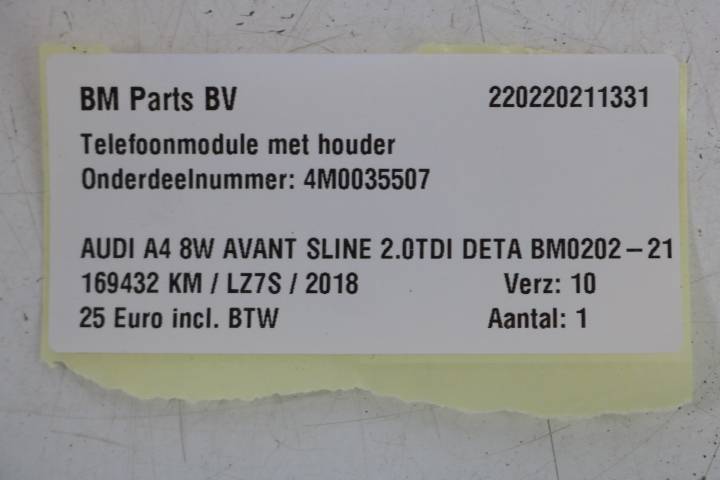 BM Parts BV 220220211331
Telefoonmodule met houder
Onderdeelnummer: 4M0035507
AUDI A4 8W AVANT SLINE 2.0TDI DETA BM0202-21
169432 KM / LZ7S / 2018 Verz: 10
25 Euro incl. BTW Aantal: 1